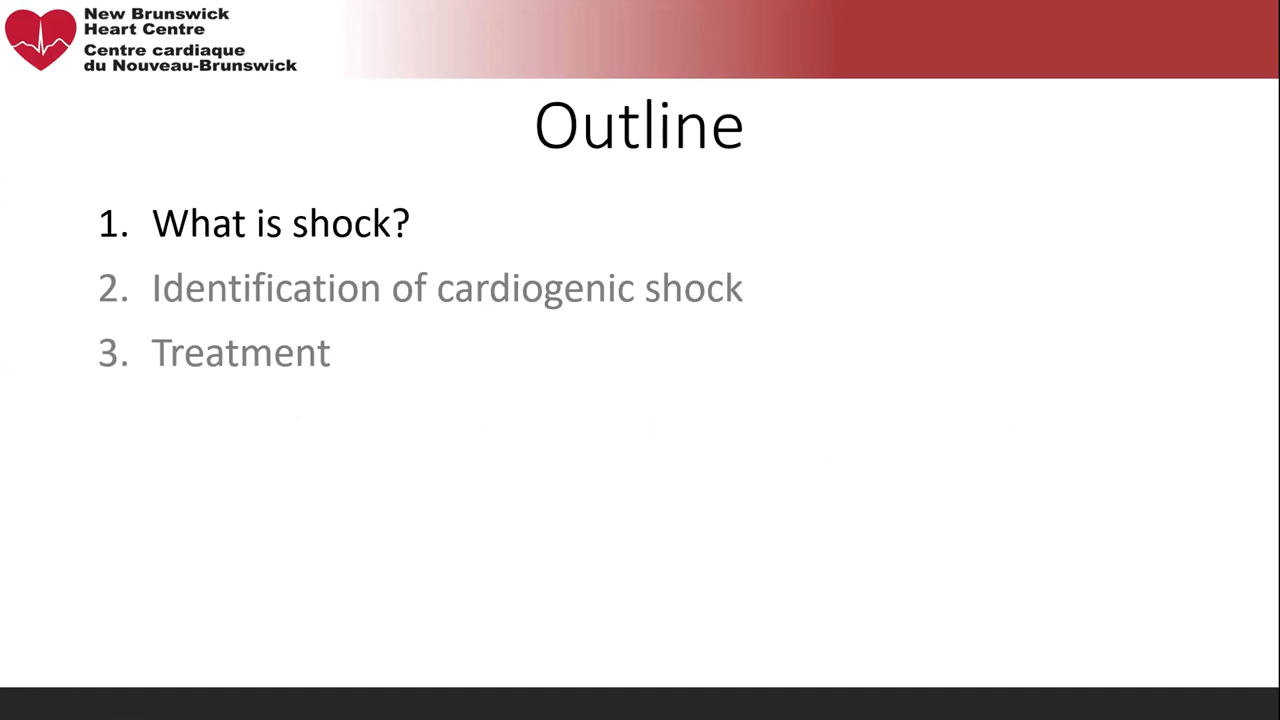 New Brunswick
Heart Centre
Centre cardiaque
du Nouveau-Brunswick
Outline
1. What is shock?
2. Identification of cardiogenic shock
3. Treatment